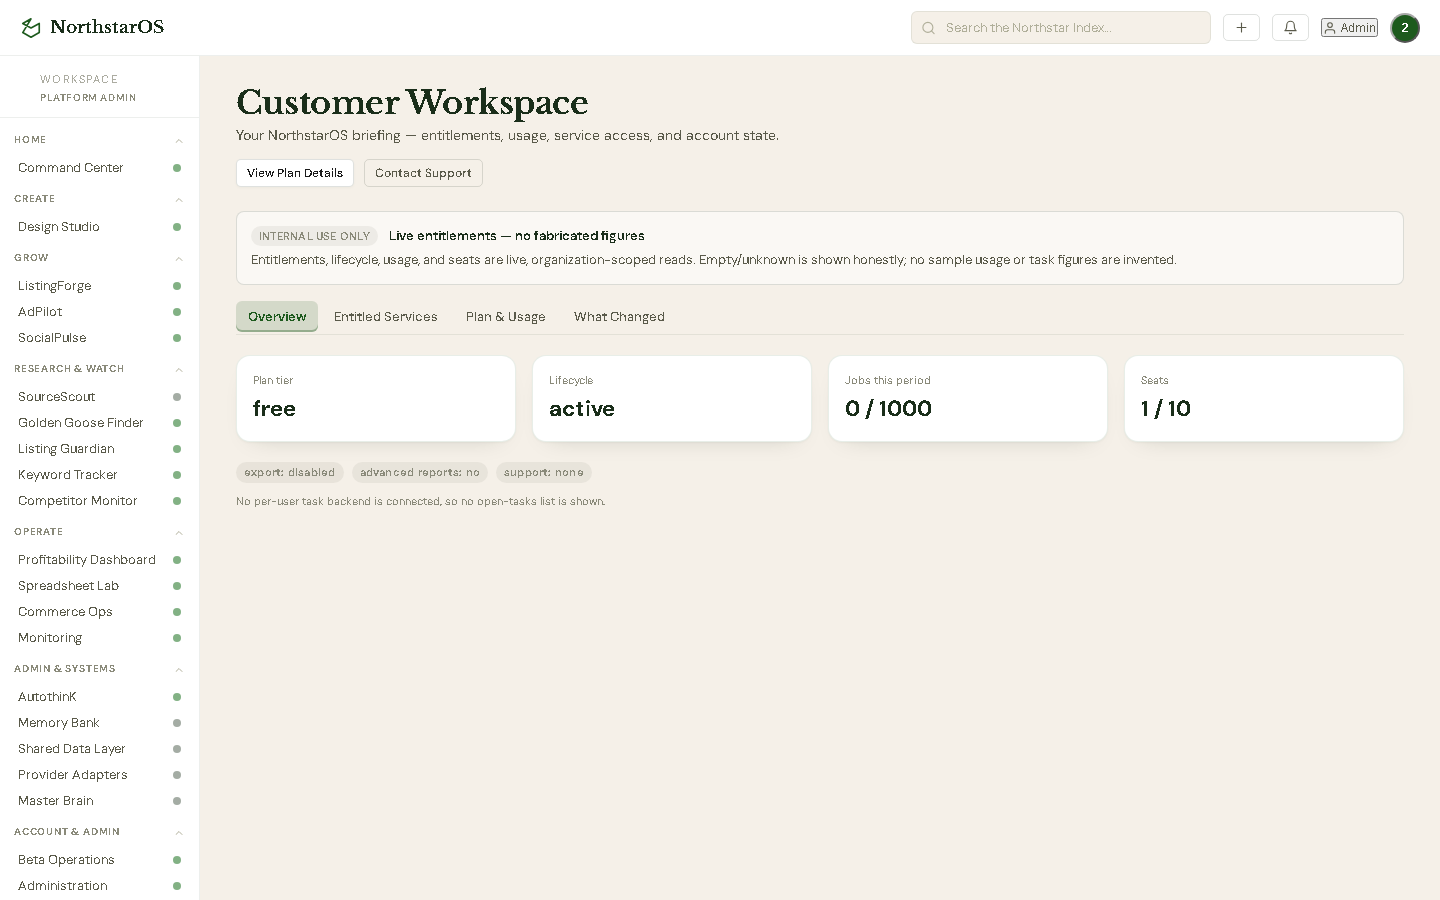 NorthstarOS
Search the Northstar Index...
Admin
2
WORKSPACE
PLATFORM ADMIN
HOME
Command Center
CREATE
Design Studio
GROW
ListingForge
AdPilot
SocialPulse
RESEARCH & WATCH
SourceScout
Golden Goose Finder
Listing Guardian
Keyword Tracker
Competitor Monitor
OPERATE
Profitability Dashboard
Spreadsheet Lab
Commerce Ops
Monitoring
ADMIN & SYSTEMS
AutothinK
Memory Bank
Shared Data Layer
Provider Adapters
Master Brain
ACCOUNT & ADMIN
Beta Operations
Administration
Customer Workspace
Your NorthstarOS briefing — entitlements, usage, service access, and account state.
View Plan Details
Contact Support
INTERNAL USE ONLY Live entitlements — no fabricated figures
Entitlements, lifecycle, usage, and seats are live, organization-scoped reads. Empty/unknown is shown honestly; no sample usage or task figures are invented.
Overview Entitled Services Plan & Usage What Changed
Plan tier
free
Lifecycle
active
Jobs this period
0 / 1000
Seats
1 / 10
export: disabled advanced reports: no support: none
No per-user task backend is connected, so no open-tasks list is shown.